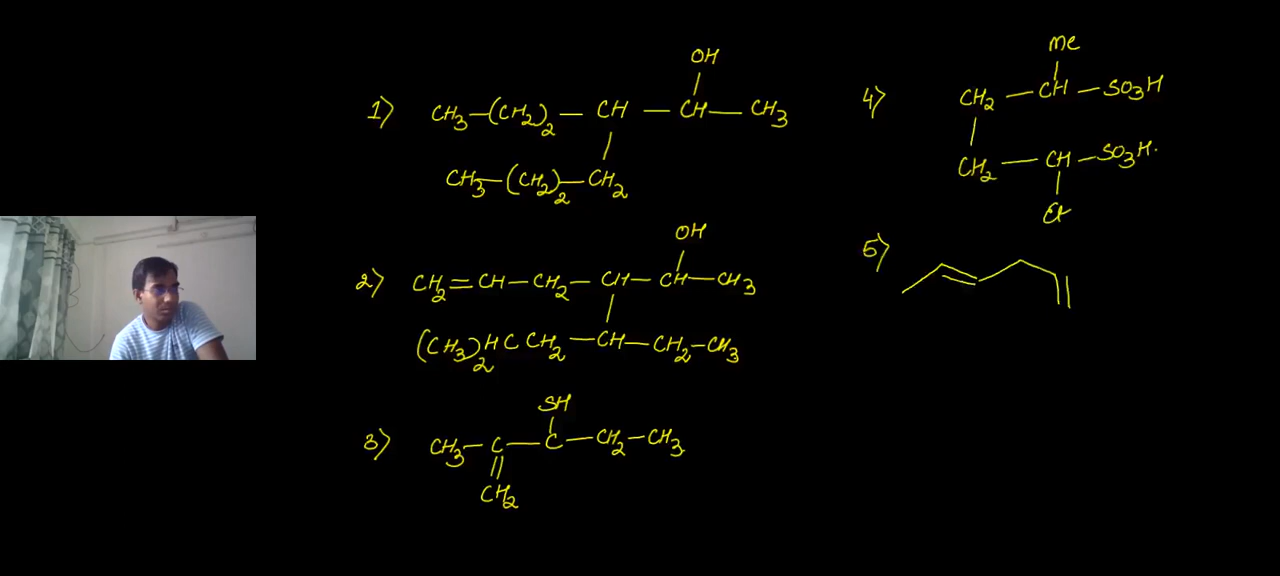 OH
1) CH3-(CH2)2-CH-CH-CH3
CH3-(CH2)2-CH2
OH
2) CH2=CH-CH2-CH-CH-CH3
(CH3)2HC CH2-CH-CH2-CH3
SH
3) CH3-C-C-CH2-CH3
CH2
Me
4) CH2-CH-SO3H
CH2-CH-SO3H.
Et
5)